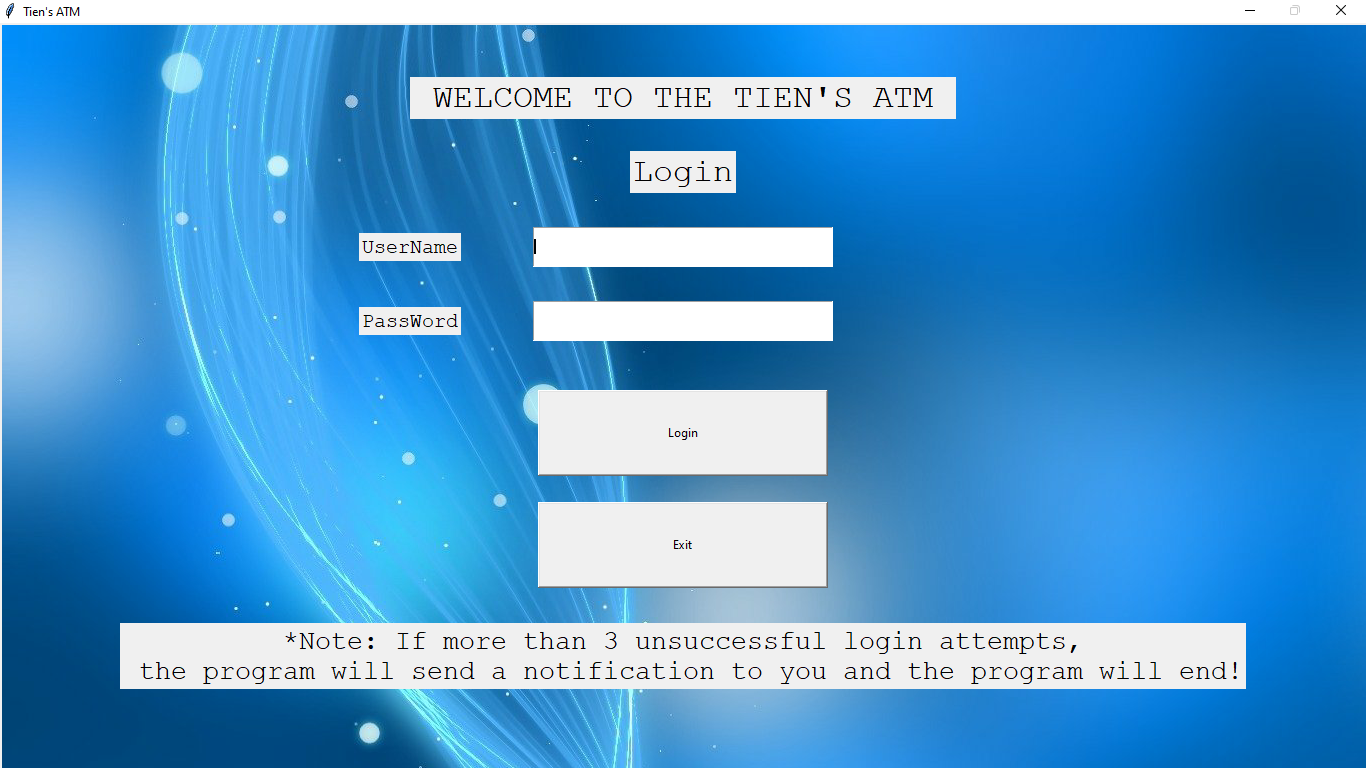 Tien's ATM
WELCOME TO THE TIEN'S ATM
Login
UserName
PassWord
Login
Exit
*Note: If more than 3 unsuccessful login attempts,
the program will send a notification to you and the program will end!